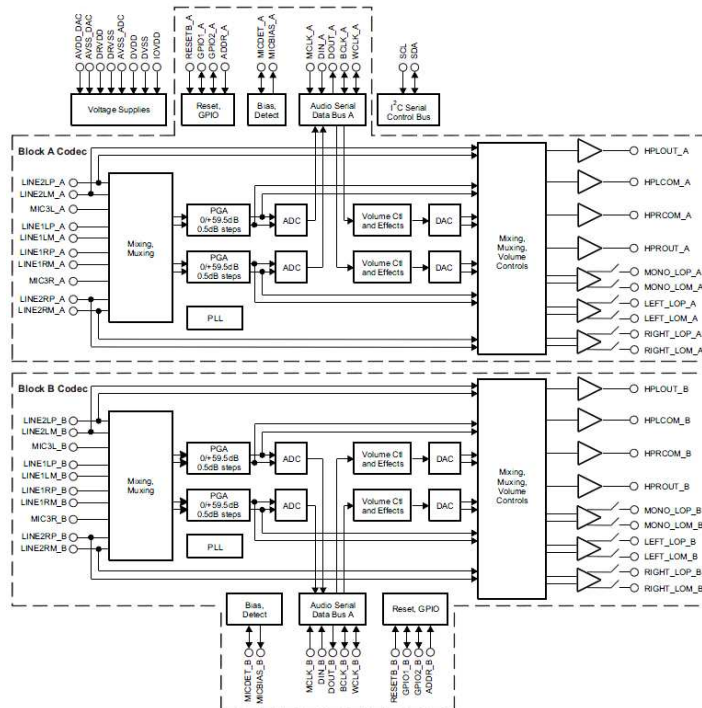 AVDD_DAC
AVSS_DAC
DRVDD
DRVSS
AVSS_ADC
DVDD
DVSS
IOVDD
RESETB_A
GPIO1_A
GPIO2_A
ADDR_A
MICDET_A
MICBIAS_A
MCLK_A
DIN_A
DOUT_A
BCLK_A
WCLK_A
SCL
SDA
Voltage Supplies
Reset,
GPIO
Bias,
Detect
Audio Serial
Data Bus A
I²C Serial
Control Bus
Block A Codec
LINE2LP_A
LINE2LM_A
MIC3L_A
LINE1LP_A
LINE1LM_A
LINE1RP_A
LINE1RM_A
MIC3R_A
LINE2RP_A
LINE2RM_A
Mixing,
Muxing
PGA
0/+59.5dB
0.5dB steps
ADC
Volume Ctl
and Effects
DAC
PGA
0/+59.5dB
0.5dB steps
ADC
Volume Ctl
and Effects
DAC
PLL
Mixing,
Muxing,
Volume
Controls
HPLOUT_A
HPLCOM_A
HPRCOM_A
HPROUT_A
MONO_LOP_A
MONO_LOM_A
LEFT_LOP_A
LEFT_LOM_A
RIGHT_LOP_A
RIGHT_LOM_A
Block B Codec
LINE2LP_B
LINE2LM_B
MIC3L_B
LINE1LP_B
LINE1LM_B
LINE1RP_B
LINE1RM_B
MIC3R_B
LINE2RP_B
LINE2RM_B
Mixing,
Muxing
PGA
0/+59.5dB
0.5dB steps
ADC
Volume Ctl
and Effects
DAC
PGA
0/+59.5dB
0.5dB steps
ADC
Volume Ctl
and Effects
DAC
PLL
Mixing,
Muxing,
Volume
Controls
HPLOUT_B
HPLCOM_B
HPRCOM_B
HPROUT_B
MONO_LOP_B
MONO_LOM_B
LEFT_LOP_B
LEFT_LOM_B
RIGHT_LOP_B
RIGHT_LOM_B
Bias,
Detect
Audio Serial
Data Bus A
Reset, GPIO
MICDET_B
MICBIAS_B
MCLK_B
DIN_B
DOUT_B
BCLK_B
WCLK_B
RESETB_B
GPIO1_B
GPIO2_B
ADDR_B